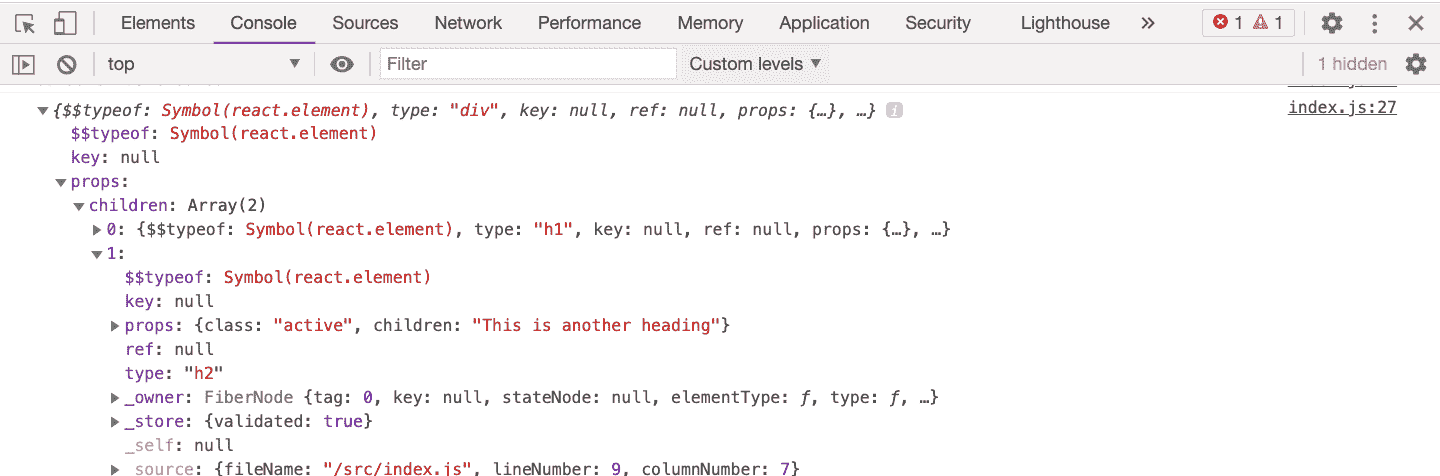 Elements Console Sources Network Performance Memory Application Security Lighthouse » 1 1
top Filter Custom levels 1 hidden
{$$typeof: Symbol(react.element), type: "div", key: null, ref: null, props: {…}, …} i index.js:27
$$typeof: Symbol(react.element)
key: null
props:
children: Array(2)
0: {$$typeof: Symbol(react.element), type: "h1", key: null, ref: null, props: {…}, …}
1:
$$typeof: Symbol(react.element)
key: null
props: {class: "active", children: "This is another heading"}
ref: null
type: "h2"
_owner: FiberNode {tag: 0, key: null, stateNode: null, elementType: ƒ, type: ƒ, …}
_store: {validated: true}
_self: null
_source: {fileName: "/src/index.js", lineNumber: 9, columnNumber: 7}